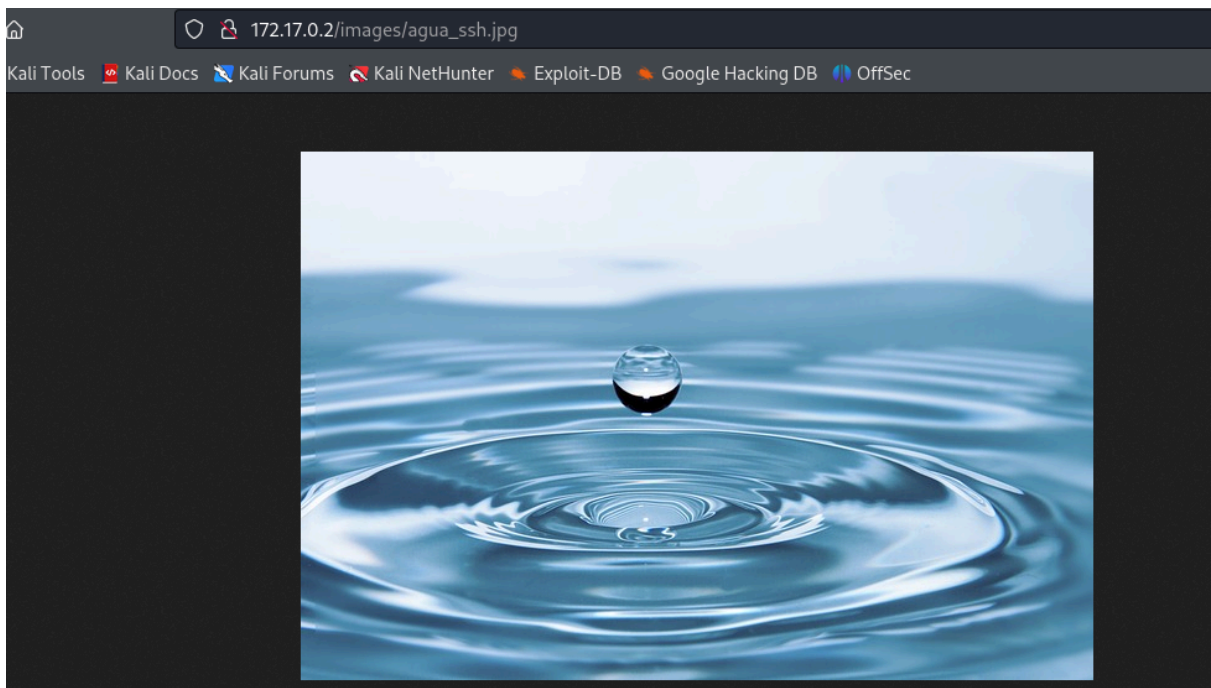 172.17.0.2/images/agua_ssh.jpg
Kali Tools Kali Docs Kali Forums Kali NetHunter Exploit-DB Google Hacking DB OffSec